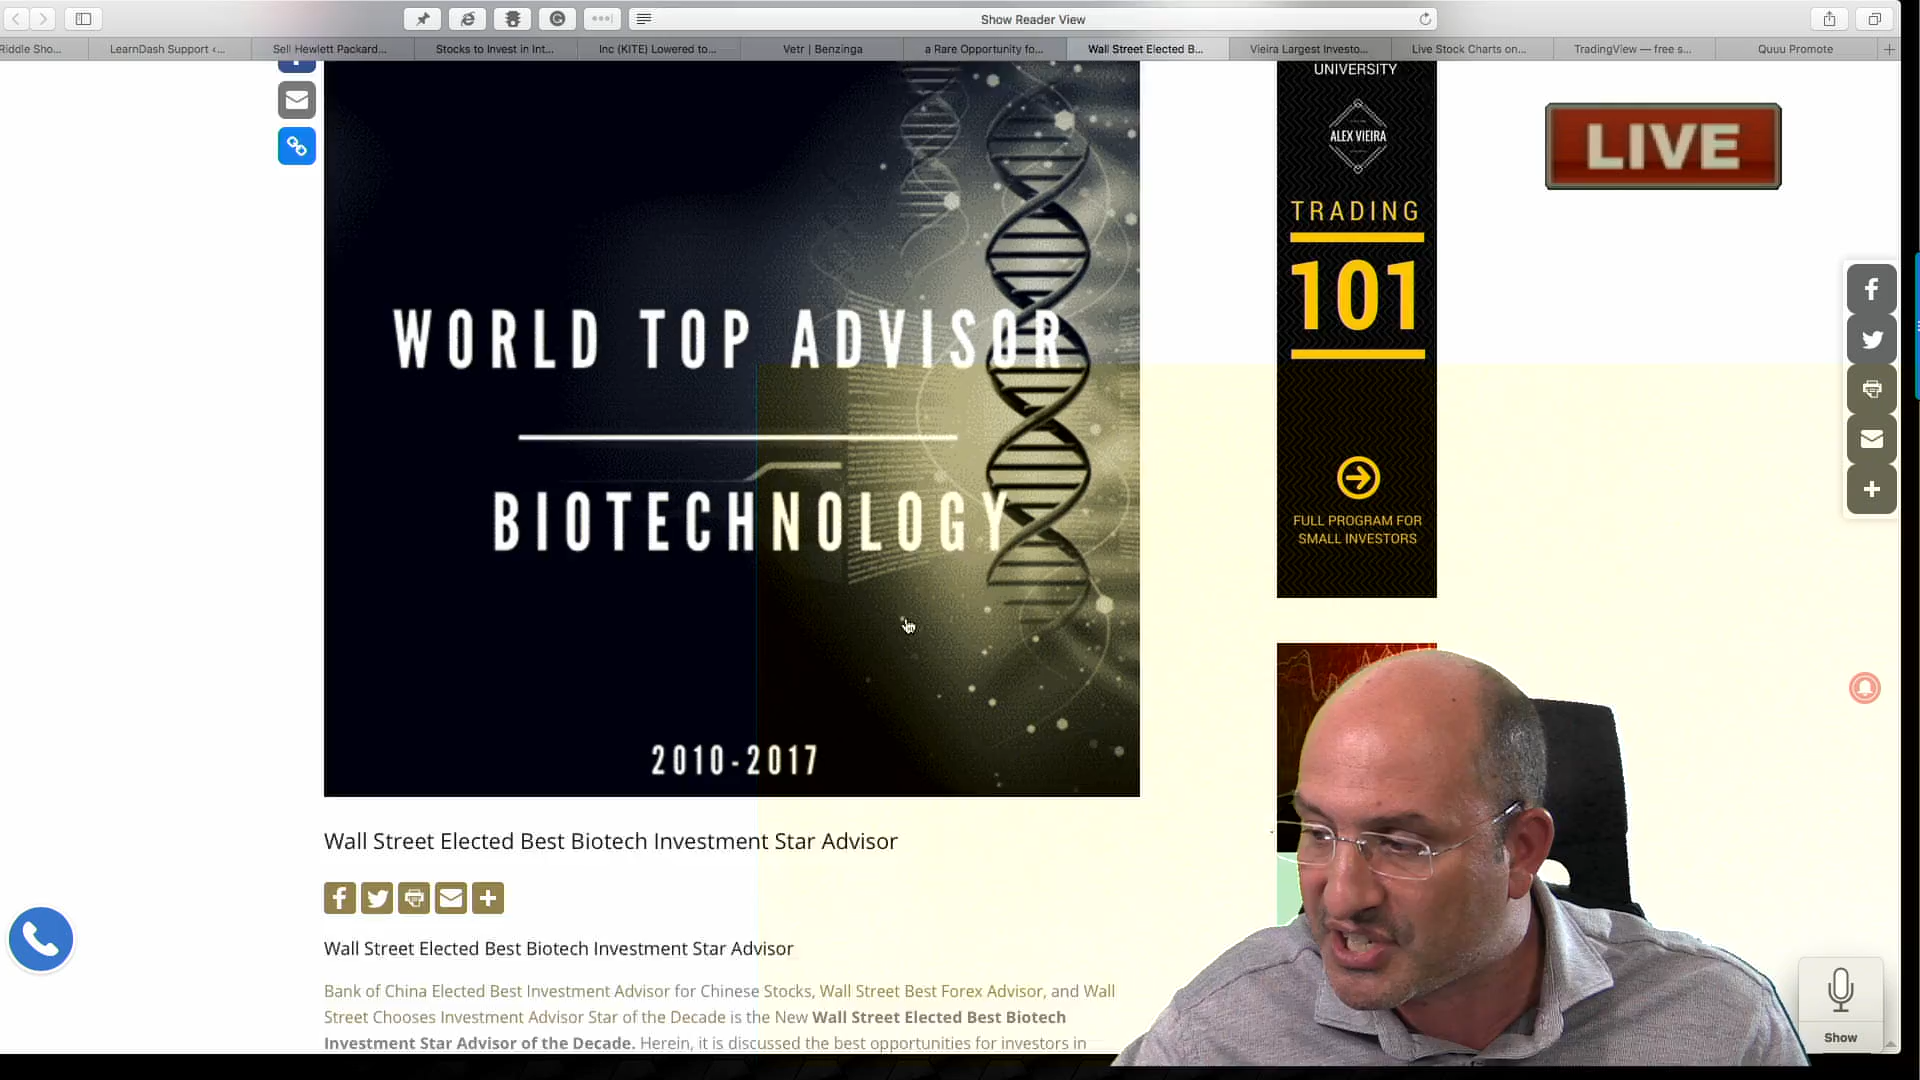 Show Reader View
Riddle Sho...
LearnDash Support ‹...
Sell Hewlett Packard...
Stocks to Invest in Int...
Inc (KITE) Lowered to...
Vetr | Benzinga
a Rare Opportunity fo...
Wall Street Elected B...
Vieira Largest Investo...
Live Stock Charts on...
TradingView — free s...
Quuu Promote
UNIVERSITY
ALEX VIEIRA
TRADING
101
FULL PROGRAM FOR
SMALL INVESTORS
LIVE
WORLD TOP ADVISOR
BIOTECHNOLOGY
2010-2017
Wall Street Elected Best Biotech Investment Star Advisor
Wall Street Elected Best Biotech Investment Star Advisor
Bank of China Elected Best Investment Advisor for Chinese Stocks, Wall Street Best Forex Advisor, and Wall
Street Chooses Investment Advisor Star of the Decade is the New Wall Street Elected Best Biotech
Investment Star Advisor of the Decade. Herein, it is discussed the best opportunities for investors in
Show